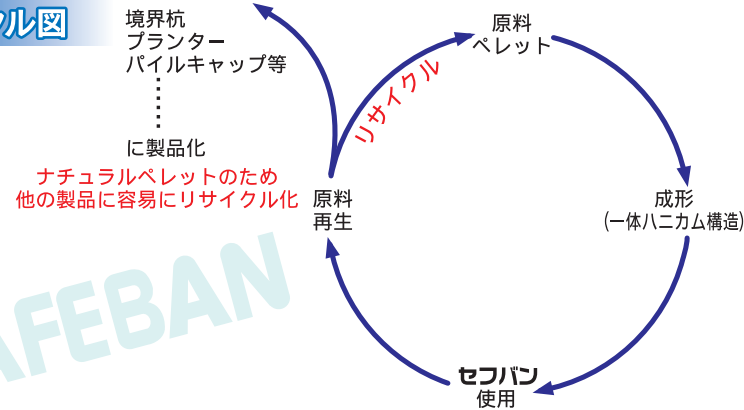 クル図
境界杭
プランター
パイルキャップ等
に製品化
ナチュラルペレットのため
他の製品に容易にリサイクル化
原料
ペレット
リサイクル
成形
(一体ハニカム構造)
原料
再生
セフバン
使用
AFEBAN